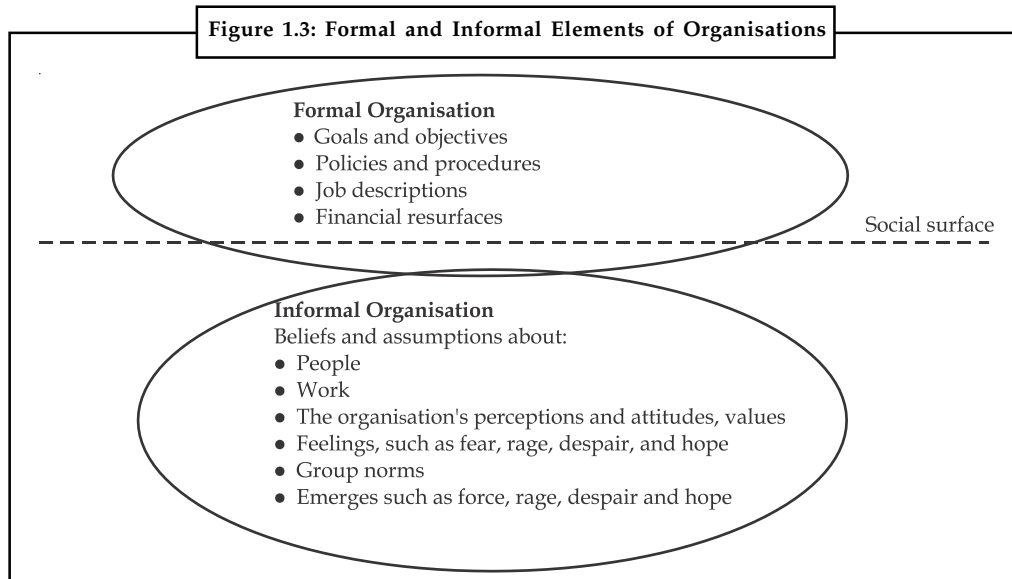 Figure 1.3: Formal and Informal Elements of Organisations
Formal Organisation
● Goals and objectives
● Policies and procedures
● Job descriptions
● Financial resurfaces
Social surface
Informal Organisation
Beliefs and assumptions about:
● People
● Work
● The organisation's perceptions and attitudes, values
● Feelings, such as fear, rage, despair, and hope
● Group norms
● Emerges such as force, rage, despair and hope